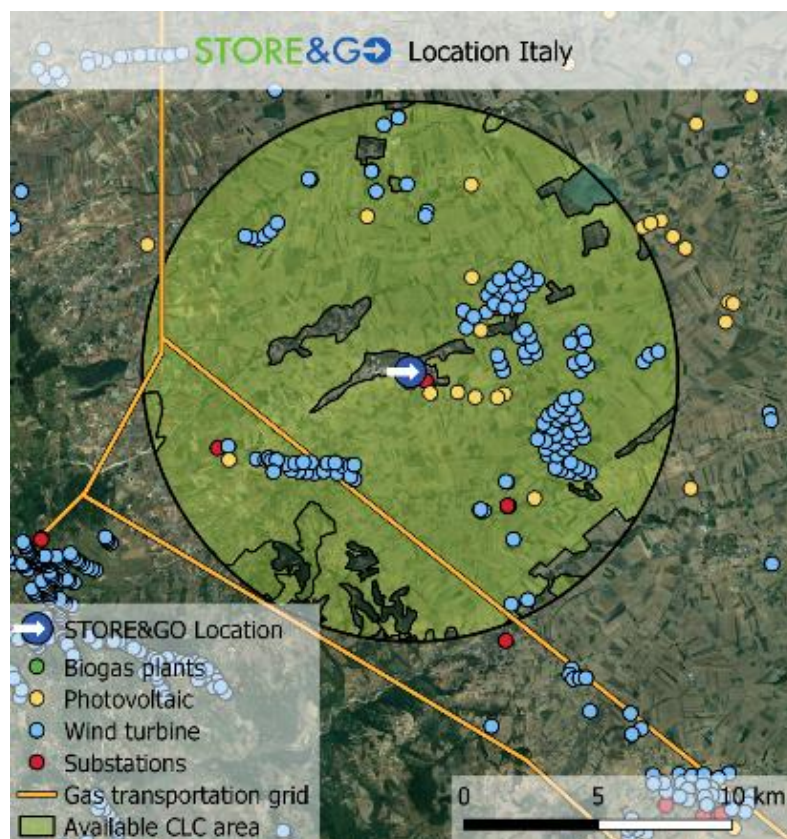 STORE&GO Location Italy
STORE&GO Location
Biogas plants
Photovoltaic
Wind turbine
Substations
Gas transportation grid
Available CLC area
0 5 10 km